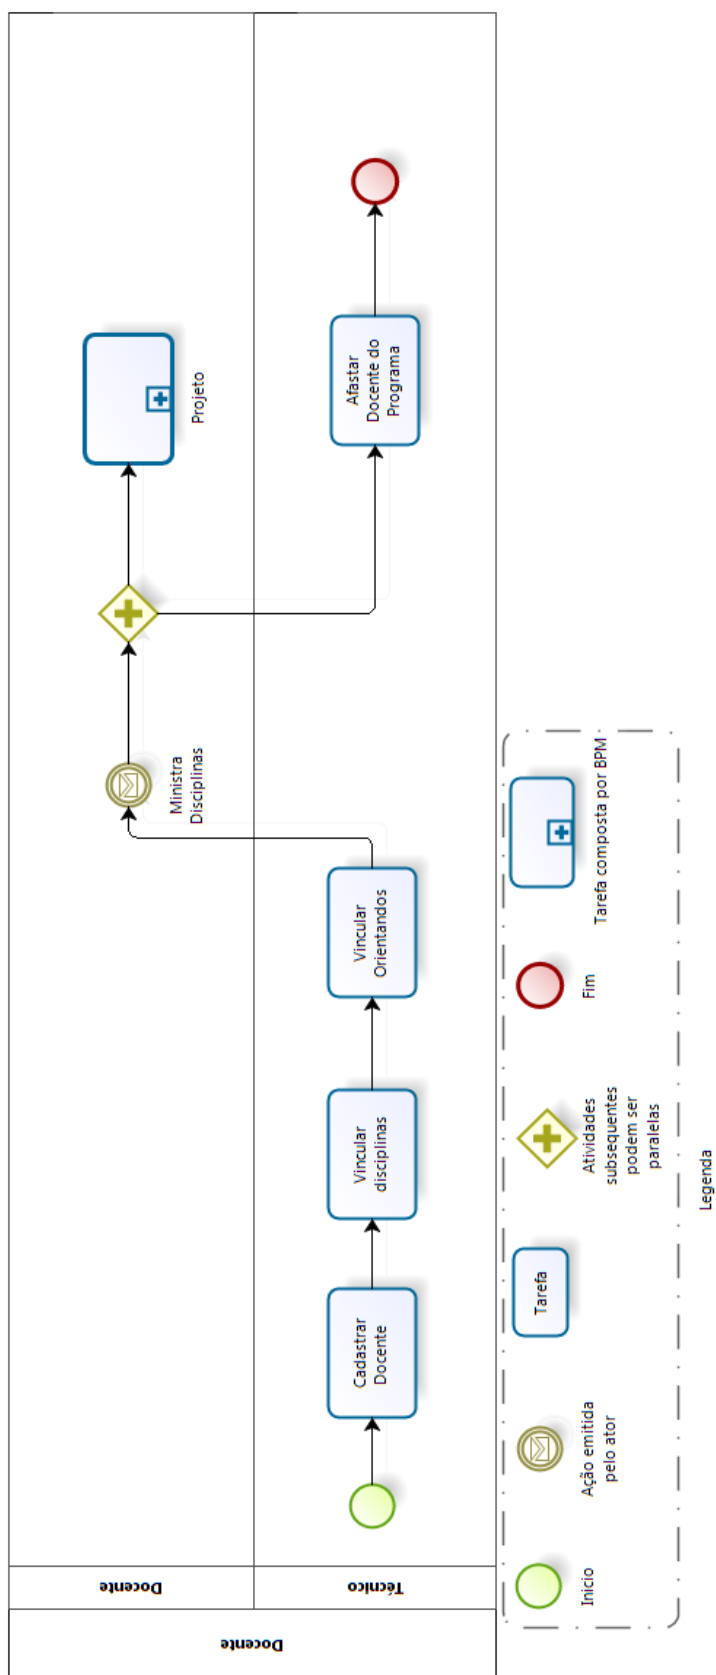 Docente
Docente
Técnico
Ministra
Disciplinas
Projeto
Cadastrar
Docente
Vincular
disciplinas
Vincular
Orientandos
Afastar
Docente do
Programa
Inicio
Ação emitida
pelo ator
Tarefa
Atividades
subsequentes
podem ser
paralelas
Fim
Tarefa composta por BPM
Legenda